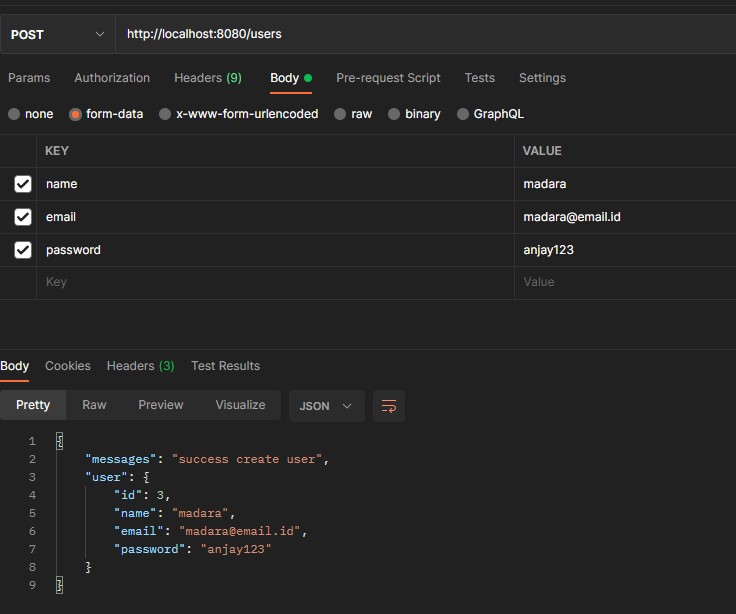 POST http://localhost:8080/users
Params Authorization Headers (9) Body Pre-request Script Tests Settings
none form-data x-www-form-urlencoded raw binary GraphQL
KEY VALUE
name madara
email madara@email.id
password anjay123
Key Value
Body Cookies Headers (3) Test Results
Pretty Raw Preview Visualize JSON
1 {
2 "messages": "success create user",
3 "user": {
4 "id": 3,
5 "name": "madara",
6 "email": "madara@email.id",
7 "password": "anjay123"
8 }
9 }